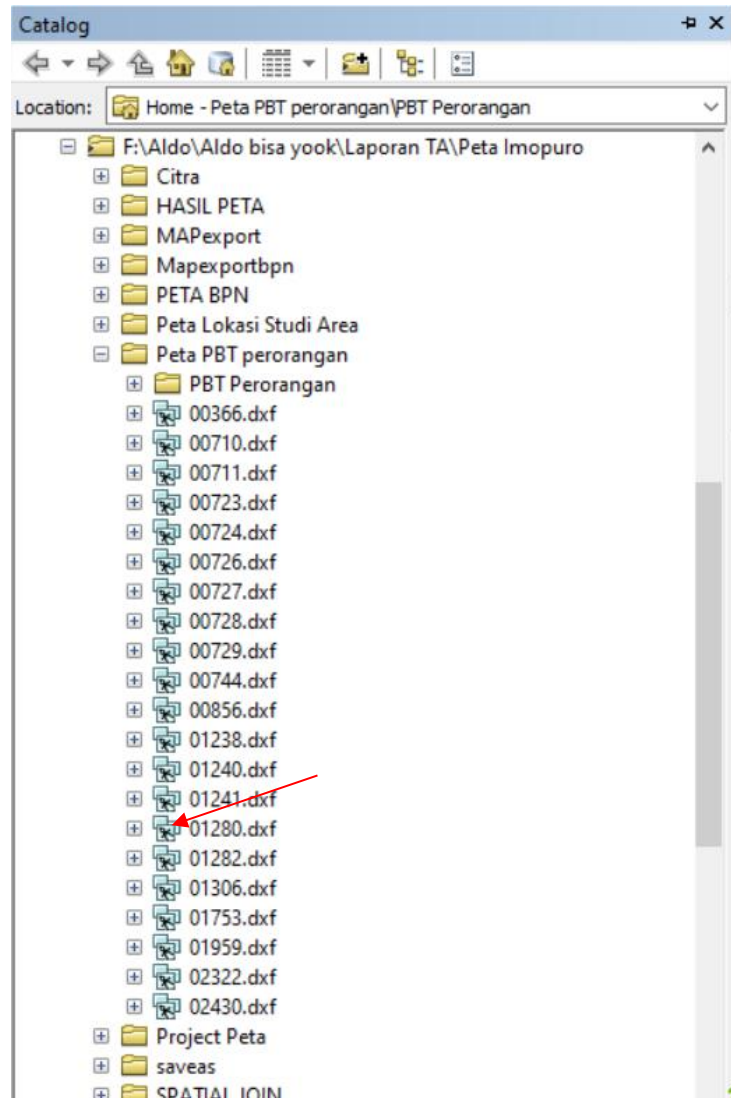 Catalog
Location: Home - Peta PBT perorangan\PBT Perorangan
F:\Aldo\Aldo bisa yook\Laporan TA\Peta Imopuro
Citra
HASIL PETA
MAPexport
Mapexportbpn
PETA BPN
Peta Lokasi Studi Area
Peta PBT perorangan
PBT Perorangan
00366.dxf
00710.dxf
00711.dxf
00723.dxf
00724.dxf
00726.dxf
00727.dxf
00728.dxf
00729.dxf
00744.dxf
00856.dxf
01238.dxf
01240.dxf
01241.dxf
01280.dxf
01282.dxf
01306.dxf
01753.dxf
01959.dxf
02322.dxf
02430.dxf
Project Peta
saveas
SPATIAL JOIN